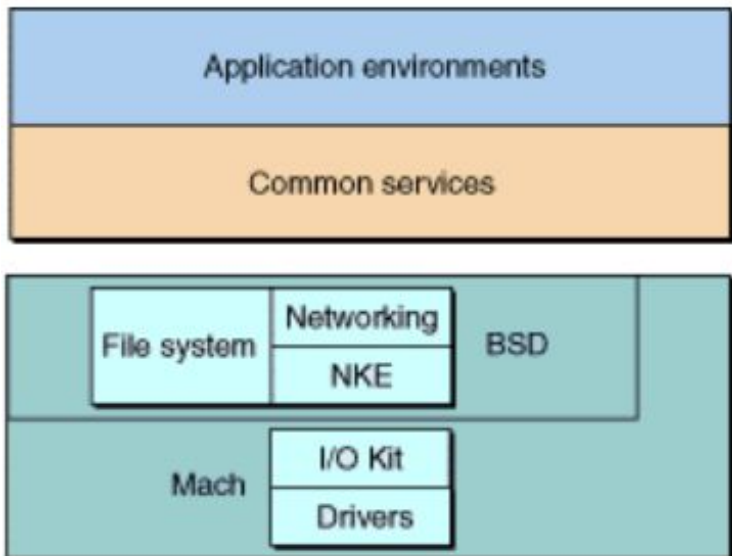 Application environments
Common services
File system
Networking
NKE
BSD
Mach
I/O Kit
Drivers